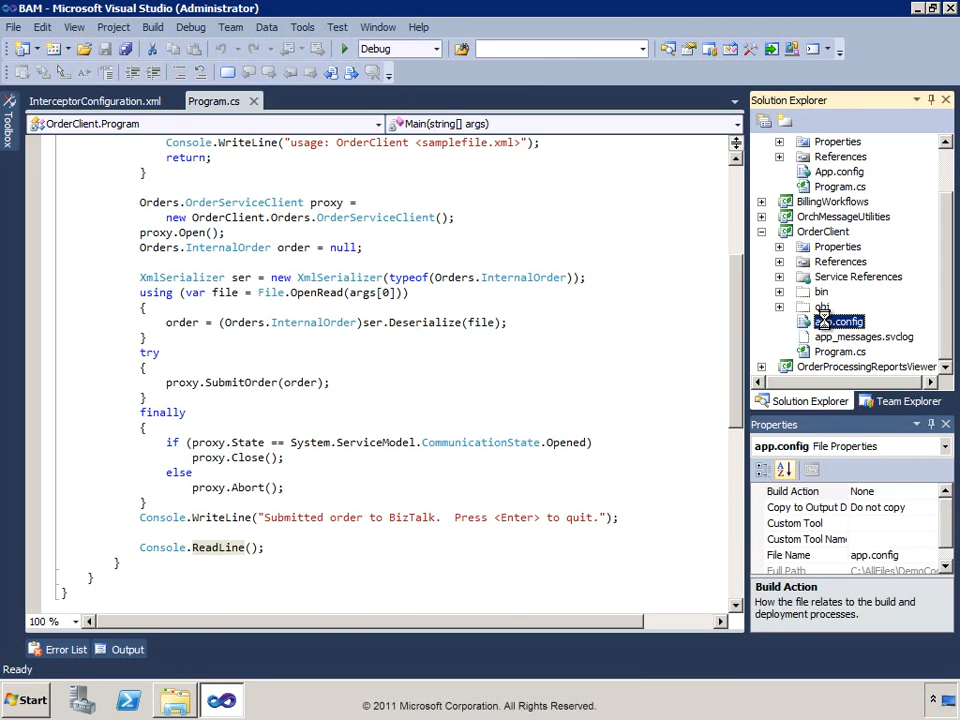 BAM - Microsoft Visual Studio (Administrator)
File Edit View Project Build Debug Team Data Tools Test Window Help
Debug
InterceptorConfiguration.xml Program.cs
OrderClient.Program Main(string[] args)
Toolbox
Console.WriteLine("usage: OrderClient <samplefile.xml>");
return;
}
Orders.OrderServiceClient proxy =
new OrderClient.Orders.OrderServiceClient();
proxy.Open();
Orders.InternalOrder order = null;
XmlSerializer ser = new XmlSerializer(typeof(Orders.InternalOrder));
using (var file = File.OpenRead(args[0]))
{
order = (Orders.InternalOrder)ser.Deserialize(file);
}
try
{
proxy.SubmitOrder(order);
}
finally
{
if (proxy.State == System.ServiceModel.CommunicationState.Opened)
proxy.Close();
else
proxy.Abort();
}
Console.WriteLine("Submitted order to BizTalk.  Press <Enter> to quit.");
Console.ReadLine();
}
}
}
100 %
Error List Output
Ready
Solution Explorer
Properties
References
App.config
Program.cs
BillingWorkflows
OrchMessageUtilities
OrderClient
Properties
References
Service References
bin
obj
app.config
app_messages.svclog
Program.cs
OrderProcessingReportsViewer
Solution Explorer Team Explorer
Properties
app.config File Properties
Build Action None
Copy to Output D Do not copy
Custom Tool
Custom Tool Nam
File Name app.config
Full Path C:\AllFiles\DemoCo
Build Action
How the file relates to the build and
deployment processes.
Start
© 2011 Microsoft Corporation. All rights reserved.